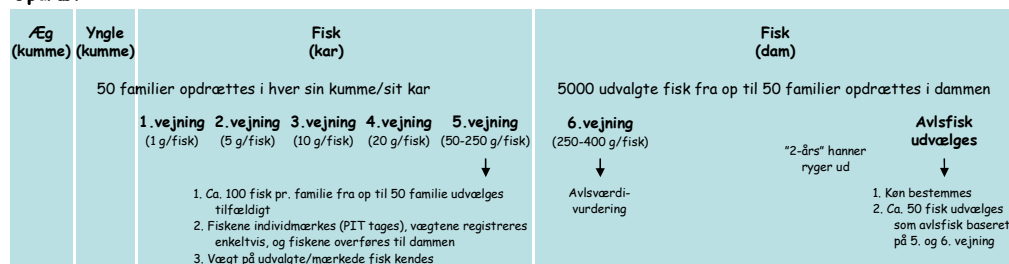 Æg
(kumme)
Yngle
(kumme)
Fisk
(kar)
Fisk
(dam)
50 familier opdrættes i hver sin kumme/sit kar
5000 udvalgte fisk fra op til 50 familier opdrættes i dammen
1.vejning 2.vejning 3.vejning 4.vejning 5.vejning
(1 g/fisk) (5 g/fisk) (10 g/fisk) (20 g/fisk) (50-250 g/fisk)
6.vejning
(250-400 g/fisk)
Avlsfisk
udvælges
"2-års" hanner
ryger ud
1. Ca. 100 fisk pr. familie fra op til 50 familie udvælges
tilfældigt
2. Fiskene individmærkes (PIT tages), vægtene registreres
enkeltvis, og fiskene overføres til dammen
3. Vægt på udvalgte/mærkede fisk kendes
Avlsværdi-
vurdering
1. Køn bestemmes
2. Ca. 50 fisk udvælges
som avlsfisk baseret
på 5. og 6. vejning